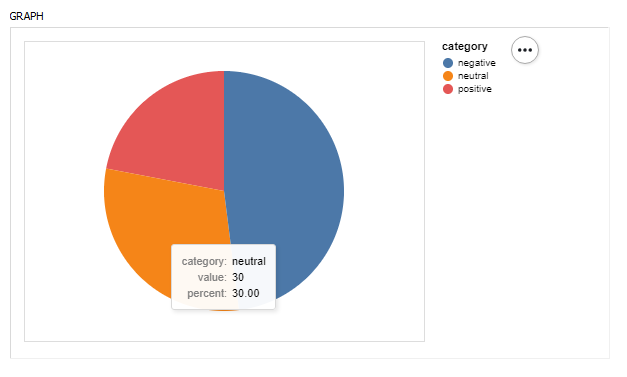 GRAPH
category
negative
neutral
positive
category: neutral
value: 30
percent: 30.00